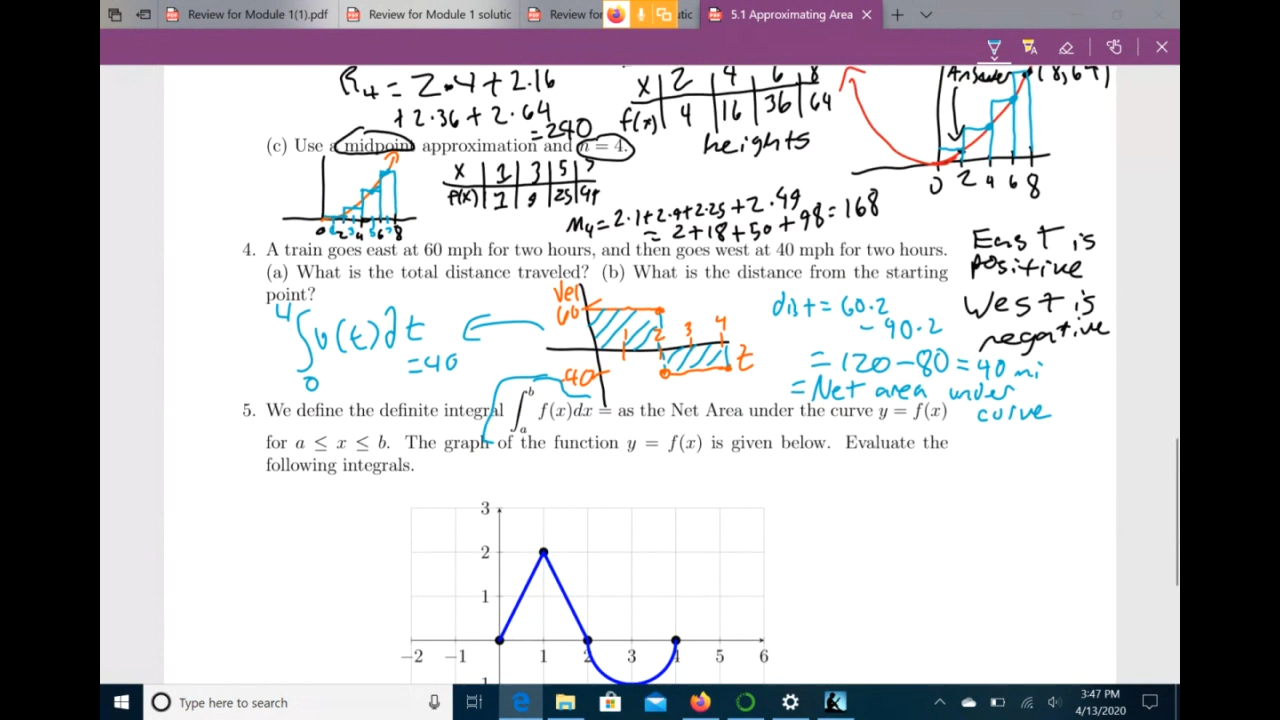 Review for Module 1(1).pdf
Review for Module 1 solutic
Review for
utic
5.1 Approximating Area
R4 = 2·4 + 2·16
+ 2·36 + 2·64
= 240
x | 2 | 4 | 6 | 8
f(x) | 4 | 16 | 36 | 64
heights
Answer
(8,64)
0 2 4 6 8
(c) Use a midpoint approximation and n = 4.
0 2 4 6 8
x | 1 | 3 | 5 | 7
f(x) | 1 | 9 | 25 | 49
M4 = 2·1 + 2·9 + 2·25 + 2·49
= 2 + 18 + 50 + 98 = 168
4. A train goes east at 60 mph for two hours, and then goes west at 40 mph for two hours.
(a) What is the total distance traveled? (b) What is the distance from the starting
point?
East is
positive
West is
negative
∫₀⁴ v(t) dt
= 40
Vel
60
1 2 3 4
t
-40
dist = 60·2
- 40·2
= 120 - 80 = 40 mi
= Net area under
curve
5. We define the definite integral ∫ₐᵇ f(x)dx = as the Net Area under the curve y = f(x)
for a ≤ x ≤ b. The graph of the function y = f(x) is given below. Evaluate the
following integrals.
3
2
1
−2 −1 1 2 3 4 5 6
Type here to search
3:47 PM
4/13/2020